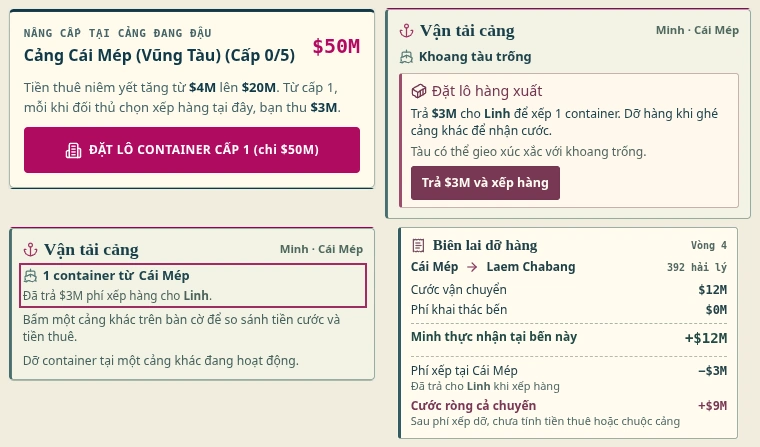 NÂNG CẤP TẠI CẢNG ĐANG ĐẬU
Cảng Cái Mép (Vũng Tàu) (Cấp 0/5)
$50M
Tiền thuê niêm yết tăng từ $4M lên $20M. Từ cấp 1,
mỗi khi đối thủ chọn xếp hàng tại đây, bạn thu $3M.
ĐẶT LÔ CONTAINER CẤP 1 (chi $50M)
Vận tải cảng
Minh · Cái Mép
Khoang tàu trống
Đặt lô hàng xuất
Trả $3M cho Linh để xếp 1 container. Dỡ hàng khi ghé
cảng khác để nhận cước.
Tàu có thể gieo xúc xắc với khoang trống.
Trả $3M và xếp hàng
Vận tải cảng
Minh · Cái Mép
1 container từ Cái Mép
Đã trả $3M phí xếp hàng cho Linh.
Bấm một cảng khác trên bàn cờ để so sánh tiền cước và
tiền thuê.
Dỡ container tại một cảng khác đang hoạt động.
Biên lai dỡ hàng
Vòng 4
Cái Mép → Laem Chabang
392 hải lý
Cước vận chuyển
$12M
Phí khai thác bến
$0M
Minh thực nhận tại bến này
+$12M
Phí xếp tại Cái Mép
−$3M
Đã trả cho Linh khi xếp hàng
Cước ròng cả chuyến
+$9M
Sau phí xếp dỡ, chưa tính tiền thuê hoặc chuộc cảng